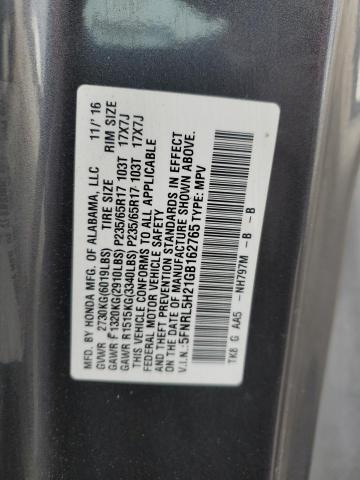 MFD. BY HONDA MFG. OF ALABAMA, LLC 11/'16
GVWR 2730KG(6019LBS) TIRE SIZE RIM SIZE
GAWR F1320KG(2910LBS) P235/65R17 103T 17X7J
GAWR R1515KG(3340LBS) P235/65R17 103T 17X7J
THIS VEHICLE CONFORMS TO ALL APPLICABLE
FEDERAL MOTOR VEHICLE SAFETY
AND THEFT PREVENTION STANDARDS IN EFFECT
ON THE DATE OF MANUFACTURE SHOWN ABOVE.
V.I.N.:5FNRL5H21GB162765 TYPE: MPV
TK8 G AA5 -NH797M - B - B